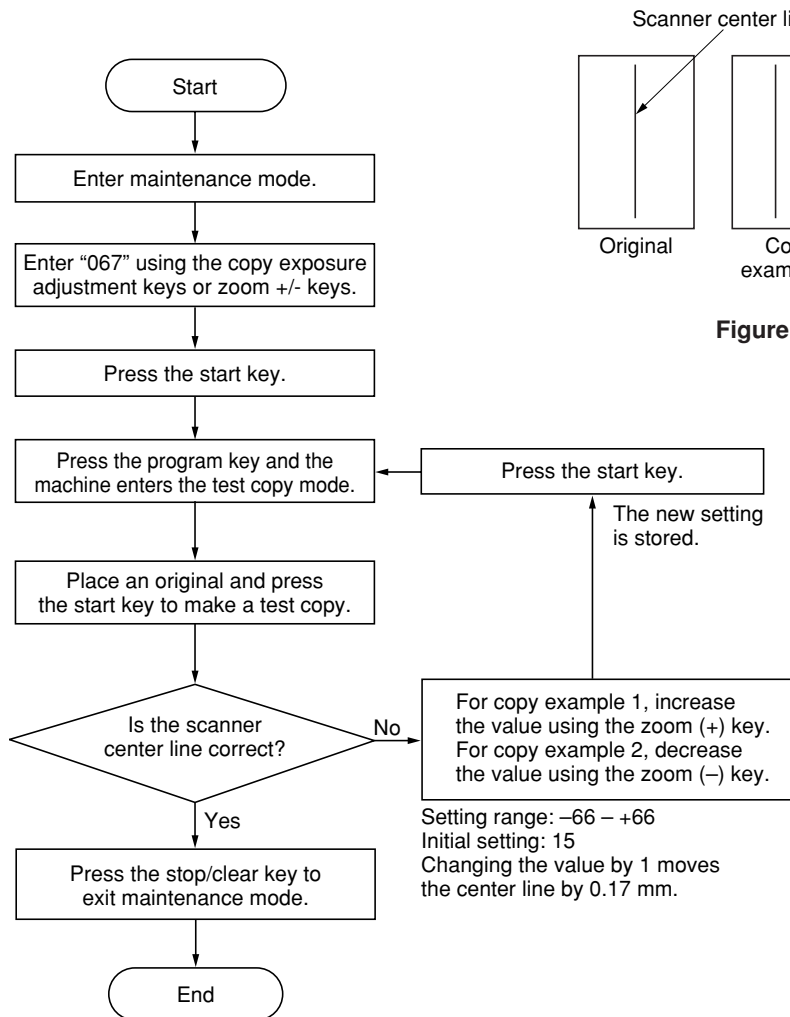 Scanner center li
Start
Enter maintenance mode.
Original
Co
exam
Enter “067” using the copy exposure
adjustment keys or zoom +/- keys.
Figure
Press the start key.
Press the program key and the
machine enters the test copy mode.
Press the start key.
The new setting
is stored.
Place an original and press
the start key to make a test copy.
Is the scanner
center line correct?
No
For copy example 1, increase
the value using the zoom (+) key.
For copy example 2, decrease
the value using the zoom (–) key.
Yes
Setting range: –66 – +66
Initial setting: 15
Changing the value by 1 moves
the center line by 0.17 mm.
Press the stop/clear key to
exit maintenance mode.
End